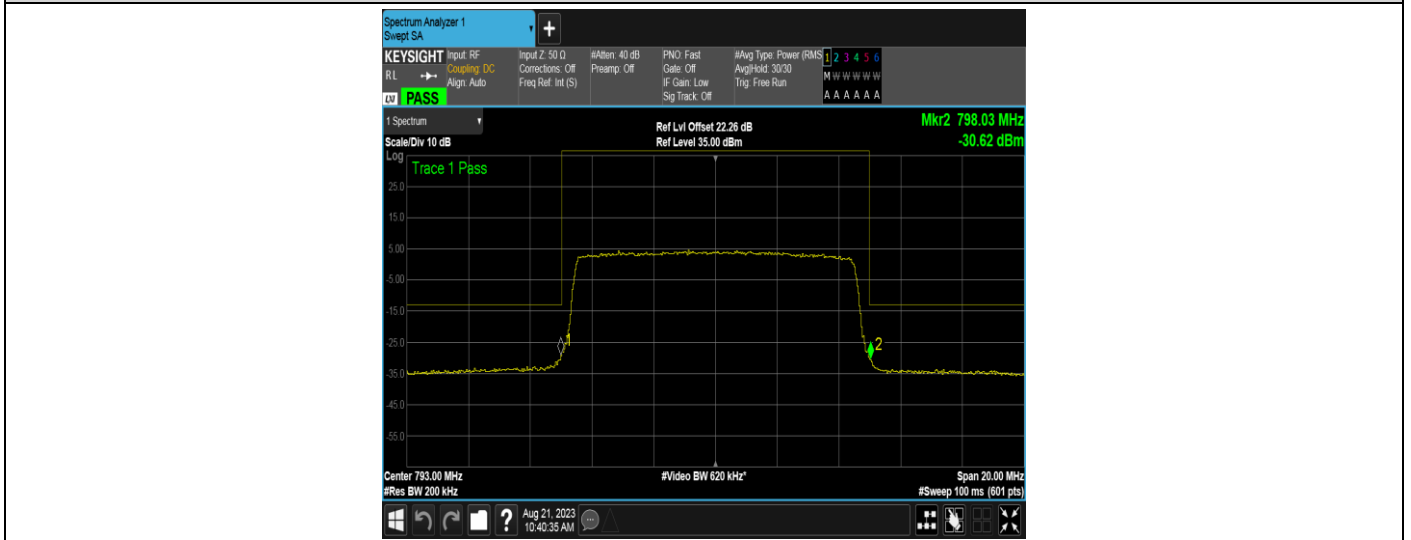 Spectrum Analyzer 1
Swept SA
+
KEYSIGHT
RL
LXI
PASS
Input: RF
Coupling: DC
Align: Auto
Input Z: 50 Ω
Corrections: Off
Freq Ref: Int (S)
#Atten: 40 dB
Preamp: Off
PNO: Fast
Gate: Off
IF Gain: Low
Sig Track: Off
#Avg Type: Power (RMS
Avg|Hold: 30/30
Trig: Free Run
1 2 3 4 5 6
M W W W W W
A A A A A A
1 Spectrum
Scale/Div 10 dB
Ref Lvl Offset 22.26 dB
Ref Level 35.00 dBm
Mkr2 798.03 MHz
-30.62 dBm
Log
Trace 1 Pass
25.0
15.0
5.00
-5.00
-15.0
-25.0
-35.0
-45.0
-55.0
2
Center 793.00 MHz
#Res BW 200 kHz
#Video BW 620 kHz*
Span 20.00 MHz
#Sweep 100 ms (601 pts)
?
Aug 21, 2023
10:40:35 AM